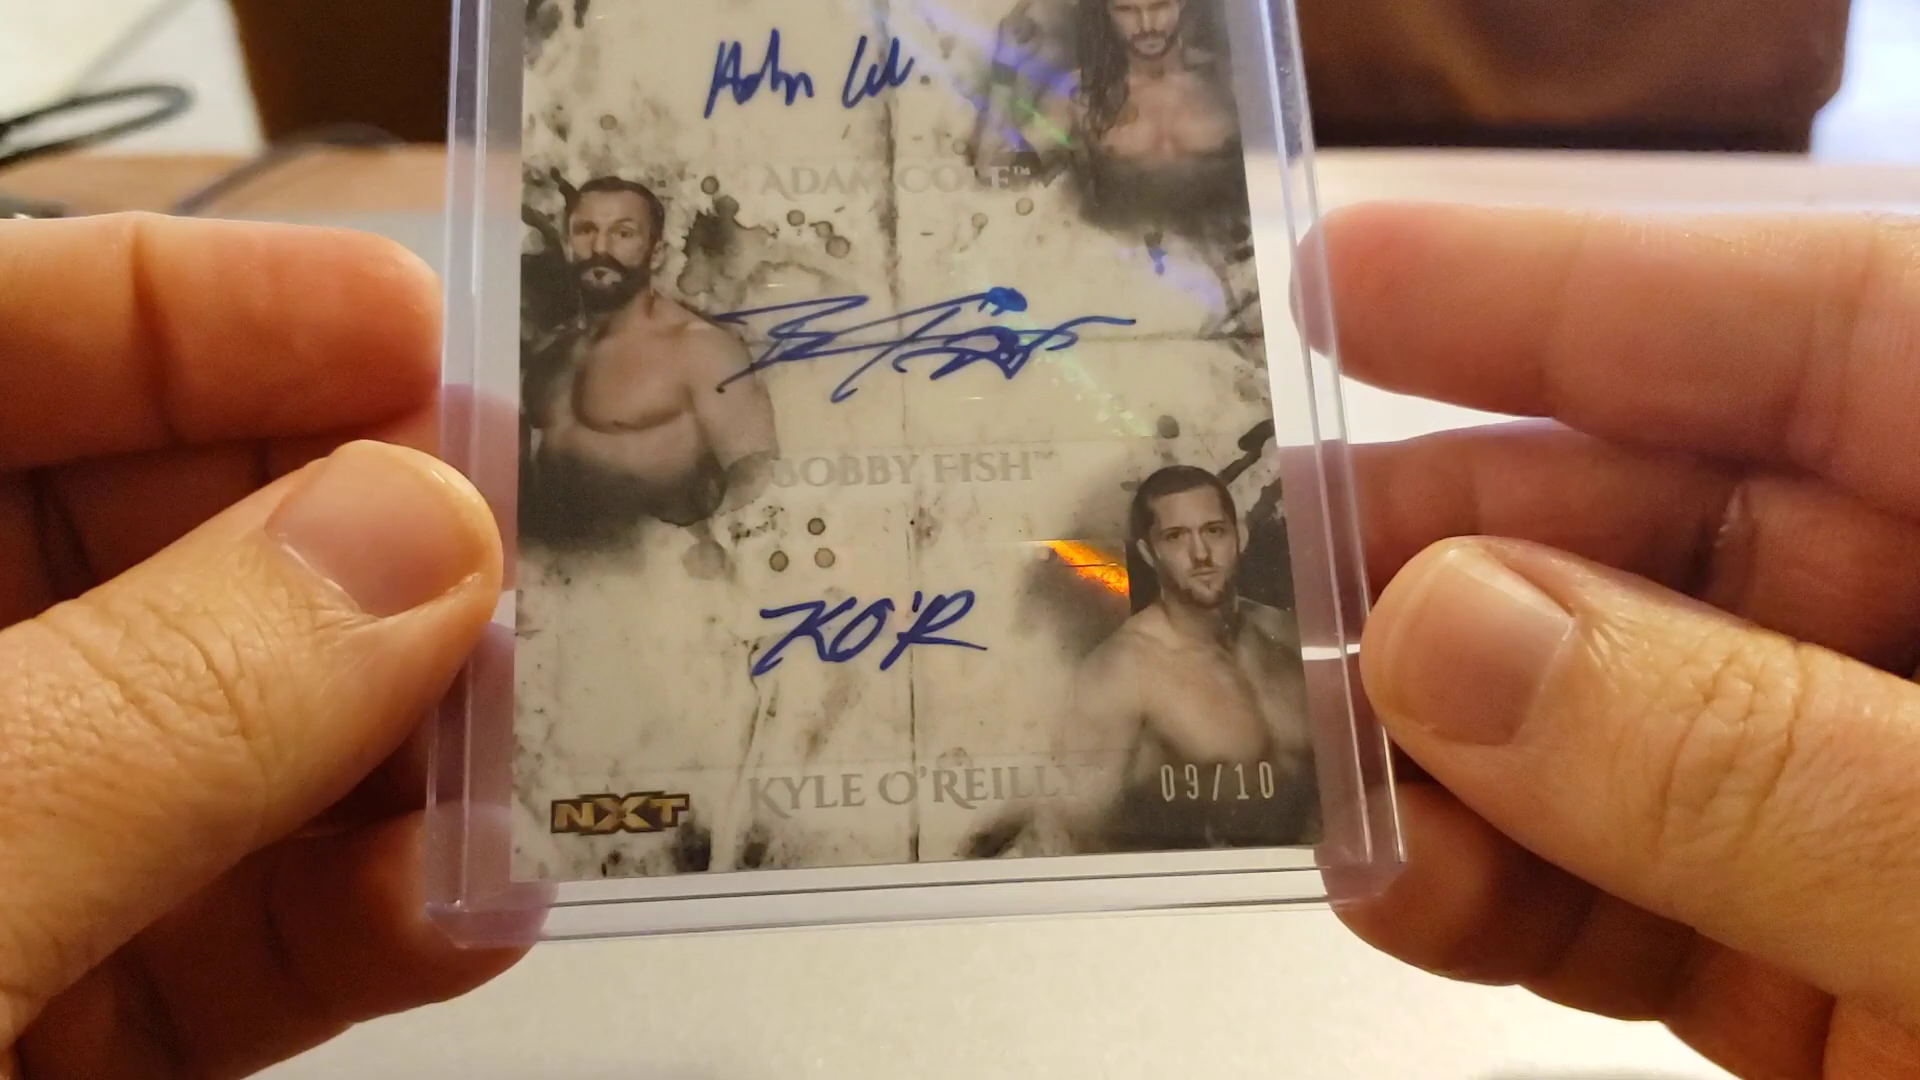 Adam Cole
ADAM COLE™
BOBBY FISH™
KO'R
KYLE O'REILLY
09/10
NXT